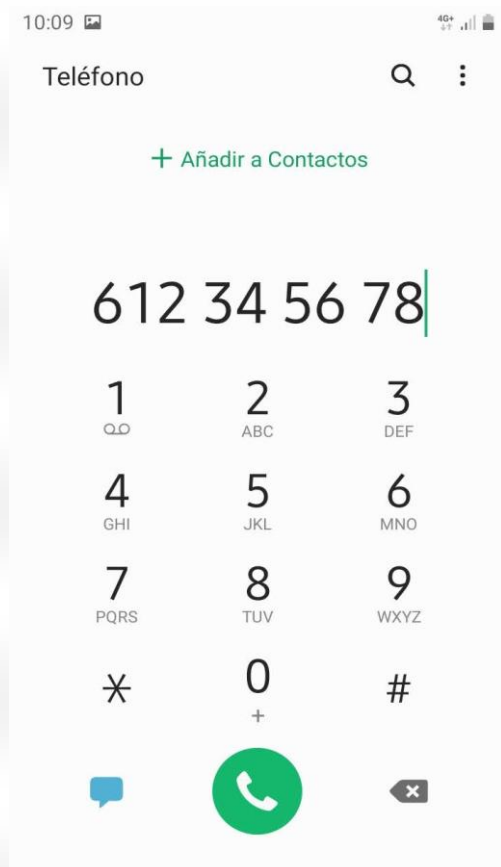 10:09 4G+
Teléfono
+ Añadir a Contactos
612 34 56 78
1 2 3
ABC DEF
4 5 6
GHI JKL MNO
7 8 9
PQRS TUV WXYZ
* 0 #
+